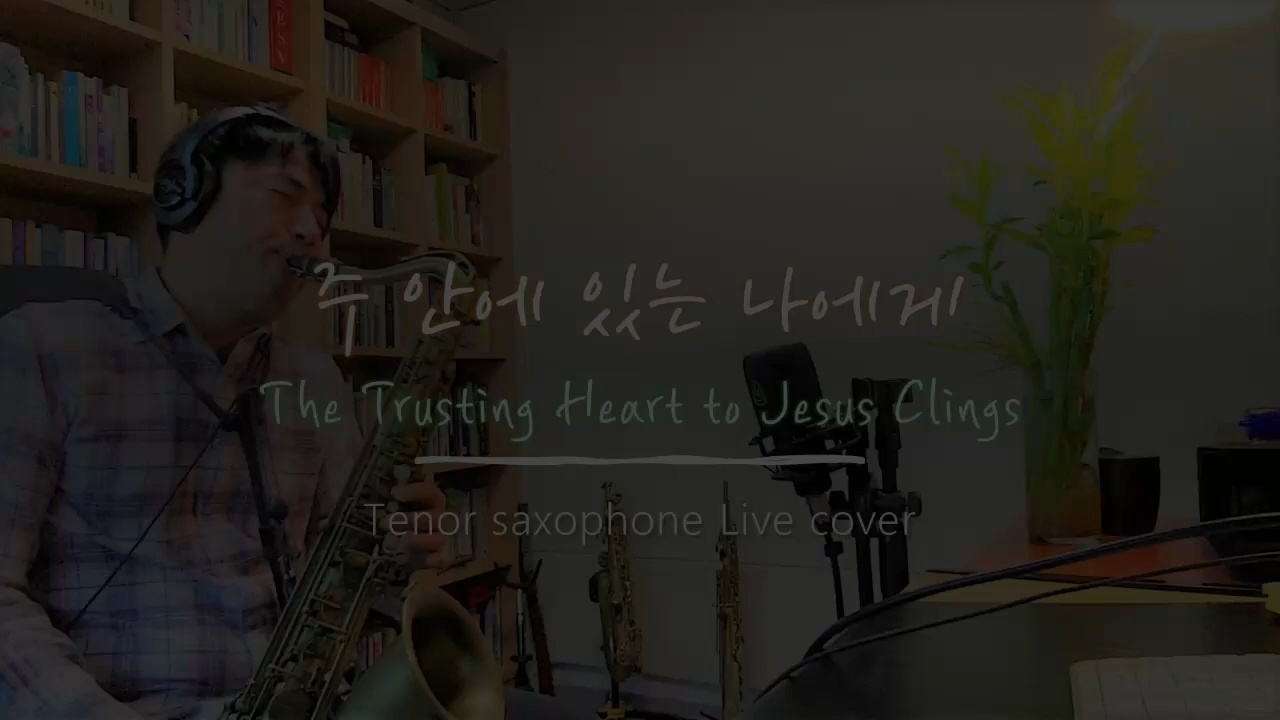 주 안에 있는 나에게
The Trusting Heart to Jesus Clings
Tenor saxophone Live cover